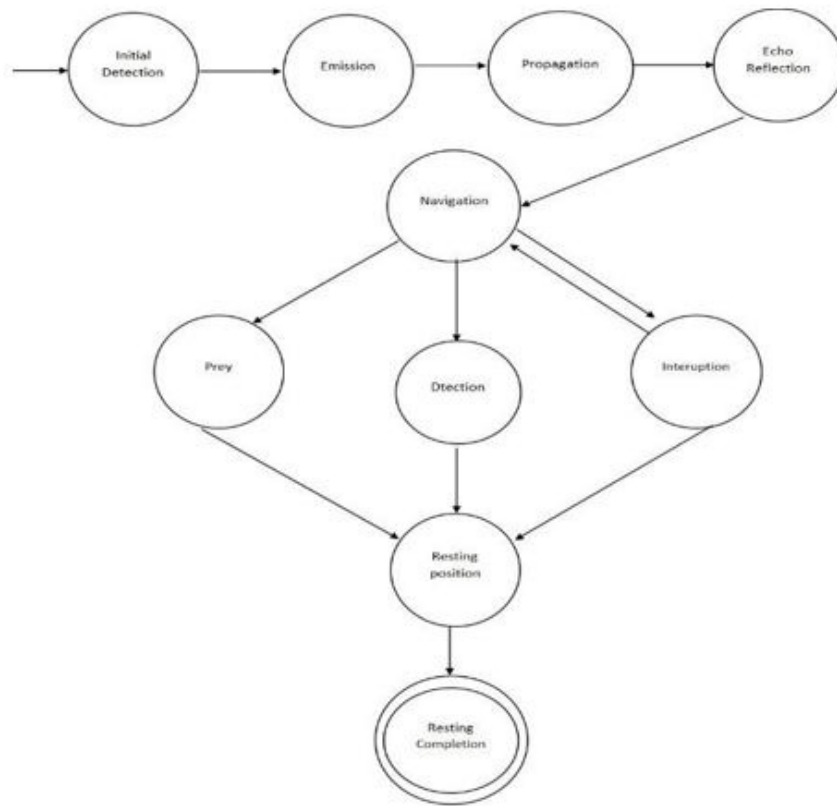 Initial
Detection
Emission
Propagation
Echo
Reflection
Navigation
Prey
Dtection
Interuption
Resting
position
Resting
Completion